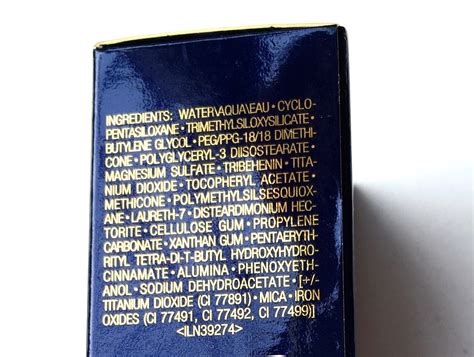 INGREDIENTS: WATER\AQUA\EAU • CYCLO-
PENTASILOXANE • TRIMETHYLSILOXYSILICATE •
BUTYLENE GLYCOL • PEG/PPG-18/18 DIMETHI-
CONE • POLYGLYCERYL-3 DIISOSTEARATE •
MAGNESIUM SULFATE • TRIBEHENIN • TITA-
NIUM DIOXIDE • TOCOPHERYL ACETATE •
METHICONE • POLYMETHYLSILSESQUIOX-
ANE • LAURETH-7 • DISTEARDIMONIUM HEC-
TORITE • CELLULOSE GUM • PROPYLENE
CARBONATE • XANTHAN GUM • PENTAERYTH-
RITYL TETRA-DI-T-BUTYL HYDROXYHYDRO-
CINNAMATE • ALUMINA • PHENOXYETH-
ANOL • SODIUM DEHYDROACETATE • [+/-
TITANIUM DIOXIDE (CI 77891) • MICA • IRON
OXIDES (CI 77491, CI 77492, CI 77499)]
<ILN39274>